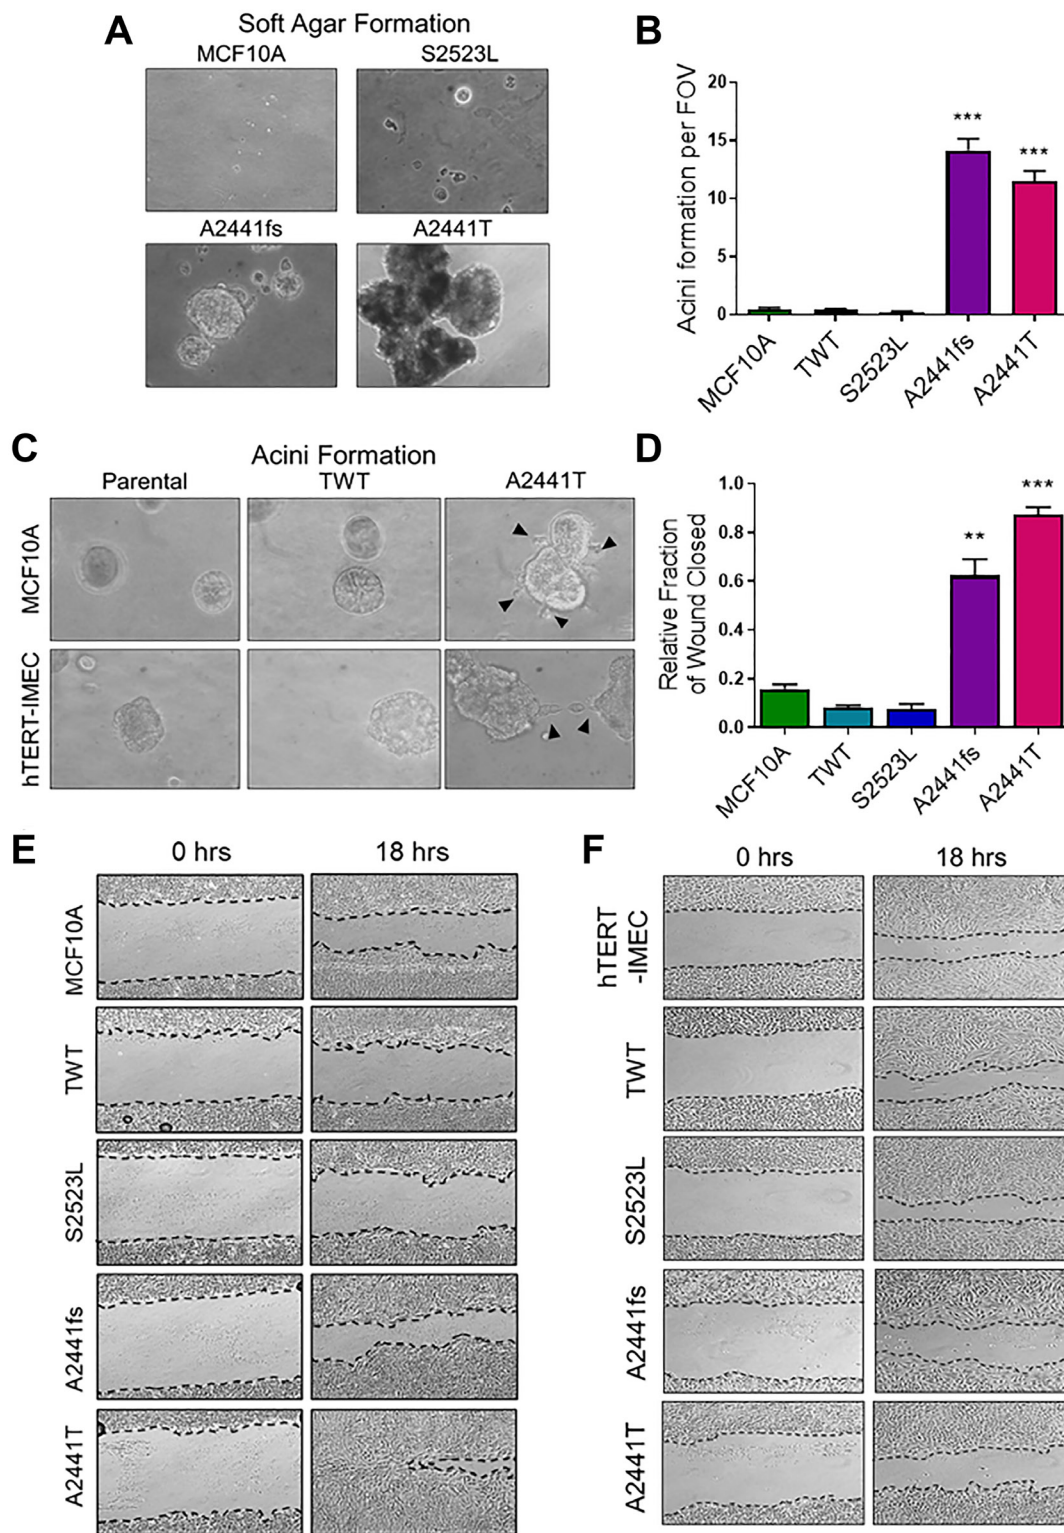 A
Soft Agar Formation
MCF10A
S2523L
A2441fs
A2441T
B
Acini formation per FOV
20
15
10
5
0
***
***
MCF10A
TWT
S2523L
A2441fs
A2441T
C
Acini Formation
Parental
TWT
A2441T
MCF10A
hTERT-IMEC
D
Relative Fraction
of Wound Closed
1.0
0.8
0.6
0.4
0.2
0.0
**
***
MCF10A
TWT
S2523L
A2441fs
A2441T
E
0 hrs
18 hrs
MCF10A
TWT
S2523L
A2441fs
A2441T
F
0 hrs
18 hrs
hTERT
-IMEC
TWT
S2523L
A2441fs
A2441T